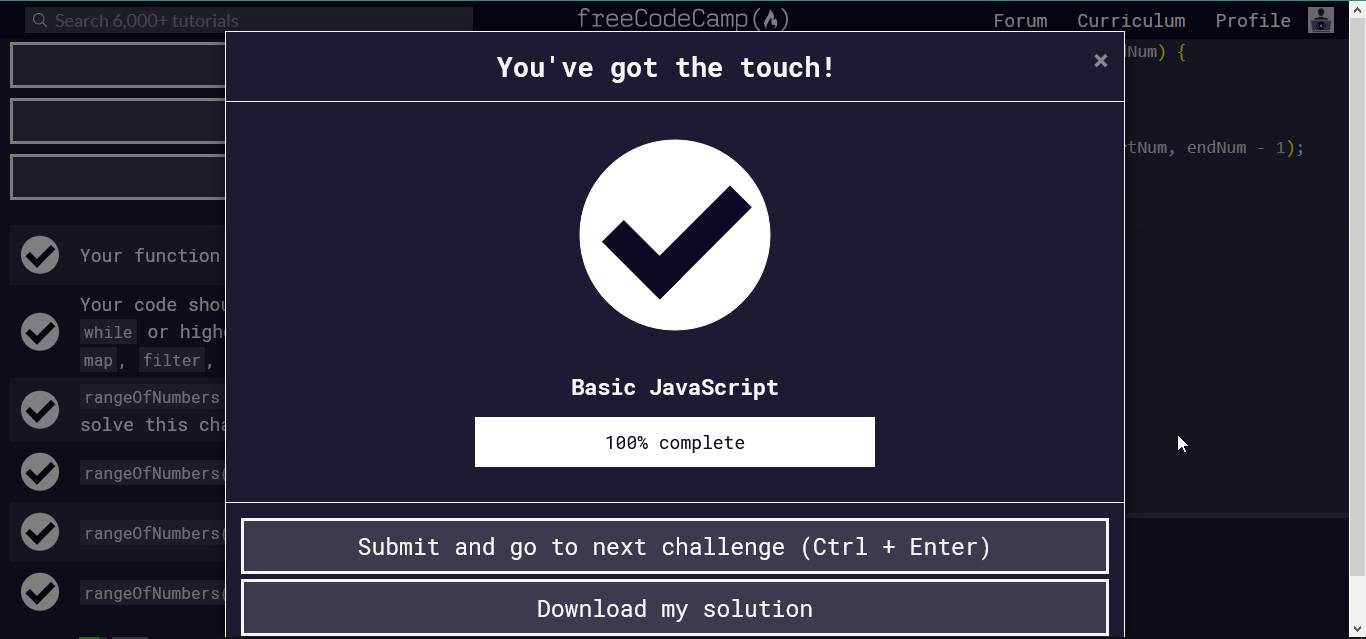 Search 6,000+ tutorials
freeCodeCamp(🔥)
Forum Curriculum Profile
You've got the touch!
×
Num) {
tNum, endNum - 1);
Your function
Your code shou
while or high
map, filter,
rangeOfNumbers
solve this cha
rangeOfNumbers(
rangeOfNumbers(
rangeOfNumbers(
Basic JavaScript
100% complete
Submit and go to next challenge (Ctrl + Enter)
Download my solution